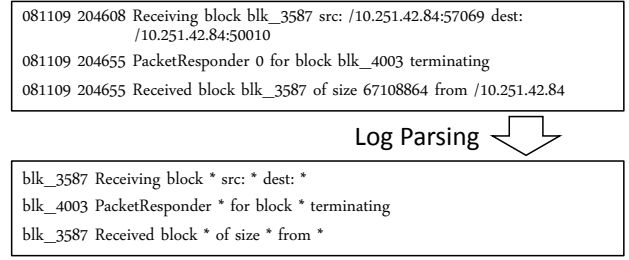 081109 204608 Receiving block blk_3587 src: /10.251.42.84:57069 dest:
/10.251.42.84:50010
081109 204655 PacketResponder 0 for block blk_4003 terminating
081109 204655 Received block blk_3587 of size 67108864 from /10.251.42.84
Log Parsing
blk_3587 Receiving block * src: * dest: *
blk_4003 PacketResponder * for block * terminating
blk_3587 Received block * of size * from *